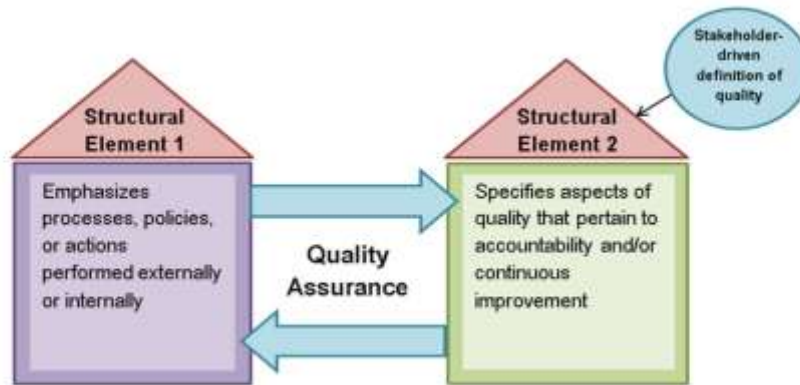 Stakeholder-
driven
definition of
quality
Structural
Element 1
Structural
Element 2
Emphasizes
processes, policies,
or actions
performed externally
or internally
Quality
Assurance
Specifies aspects of
quality that pertain to
accountability and/or
continuous
improvement